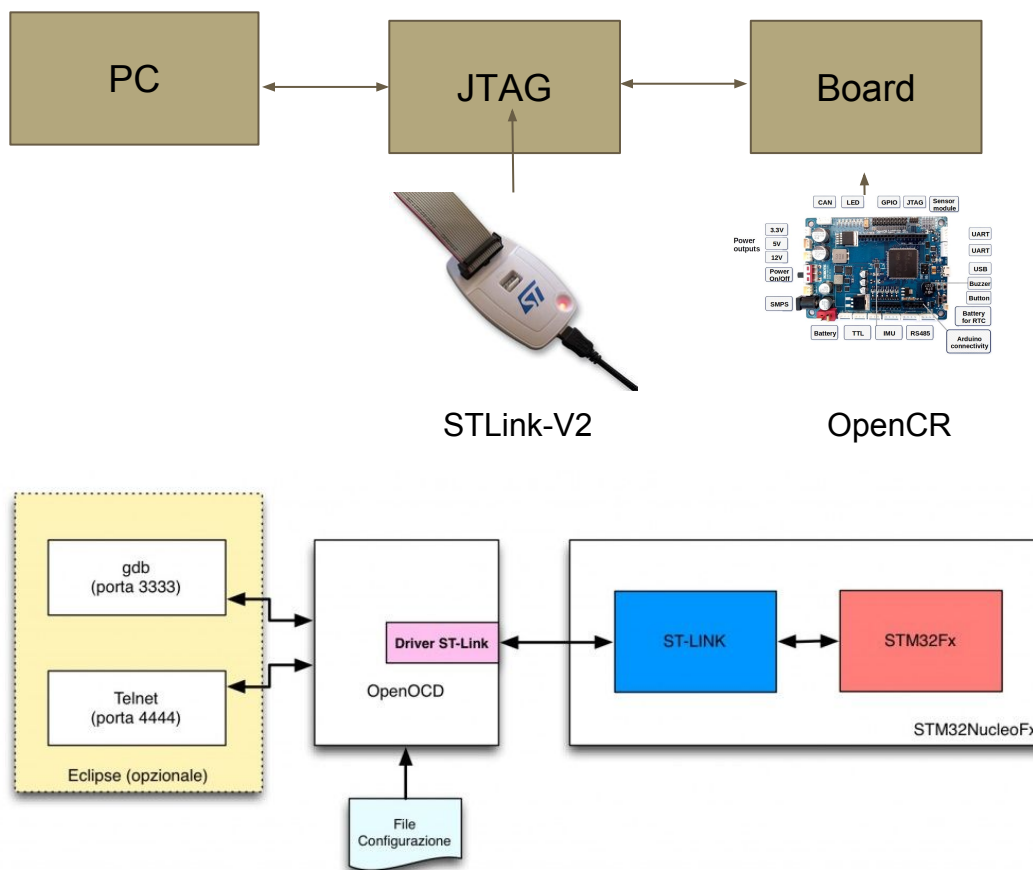 PC
JTAG
Board
CAN
LED
GPIO
JTAG
Sensor
module
Power
outputs
3.3V
5V
12V
Power
On/Off
SMPS
UART
UART
USB
Buzzer
Button
Battery
for RTC
Arduino
connectivity
Battery
TTL
IMU
RS485
STLink-V2
OpenCR
gdb
(porta 3333)
Telnet
(porta 4444)
Eclipse (opzionale)
Driver ST-Link
OpenOCD
File
Configurazione
ST-LINK
STM32Fx
STM32NucleoFx